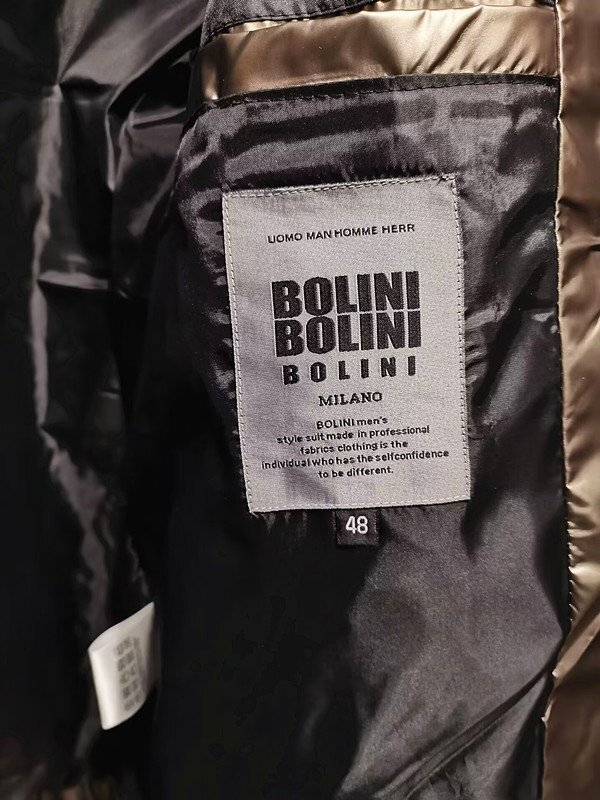 UOMO MAN HOMME HERR
BOLINI
BOLINI
BOLINI
MILANO
BOLINI men's
style suit made in professional
fabrics clothing is the
individual who has the selfconfidence
to be different.
48